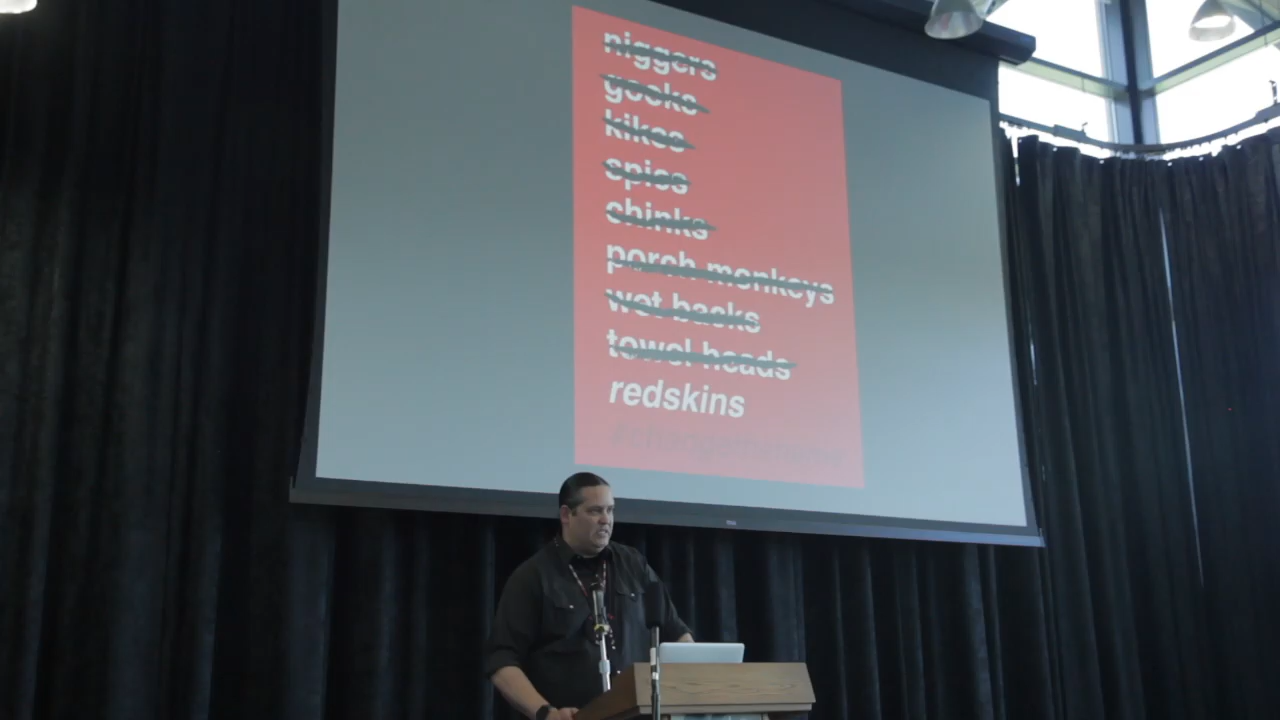 niggers
gooks
kikes
spics
chinks
porch monkeys
wet backs
towel heads
redskins